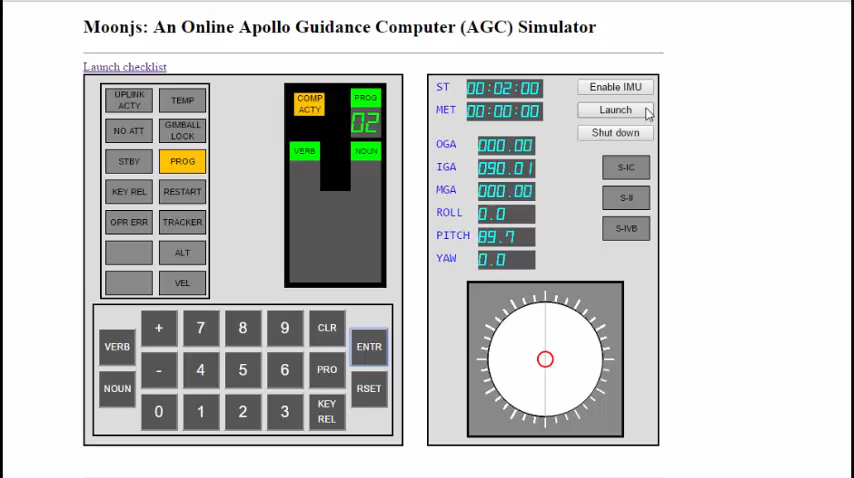 Moonjs: An Online Apollo Guidance Computer (AGC) Simulator
Launch checklist
UPLINK ACTY
TEMP
NO ATT
GIMBALL LOCK
STBY
PROG
KEY REL
RESTART
OPR ERR
TRACKER
ALT
VEL
COMP ACTY
PROG
02
VERB
NOUN
VERB
NOUN
+
7
8
9
CLR
-
4
5
6
PRO
0
1
2
3
KEY REL
ENTR
RSET
ST 00:02:00
MET 00:00:00
OGA 000.00
IGA 090.01
MGA 000.00
ROLL 0.0
PITCH 89.7
YAW 0.0
Enable IMU
Launch
Shut down
S-IC
S-II
S-IVB